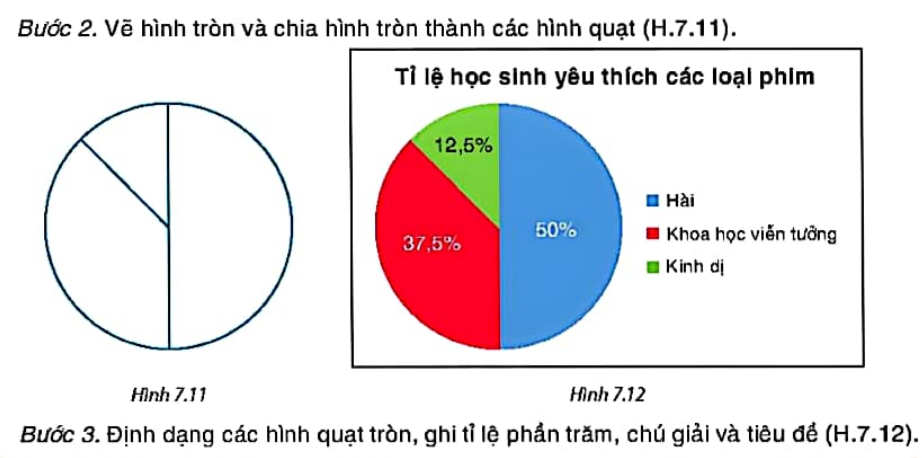 Bước 2. Vẽ hình tròn và chia hình tròn thành các hình quạt (H.7.11).
Tỉ lệ học sinh yêu thích các loại phim
12,5%
37,5%
50%
Hài
Khoa học viễn tưởng
Kinh dị
Hình 7.11
Hình 7.12
Bước 3. Định dạng các hình quạt tròn, ghi tỉ lệ phần trăm, chú giải và tiêu đề (H.7.12).